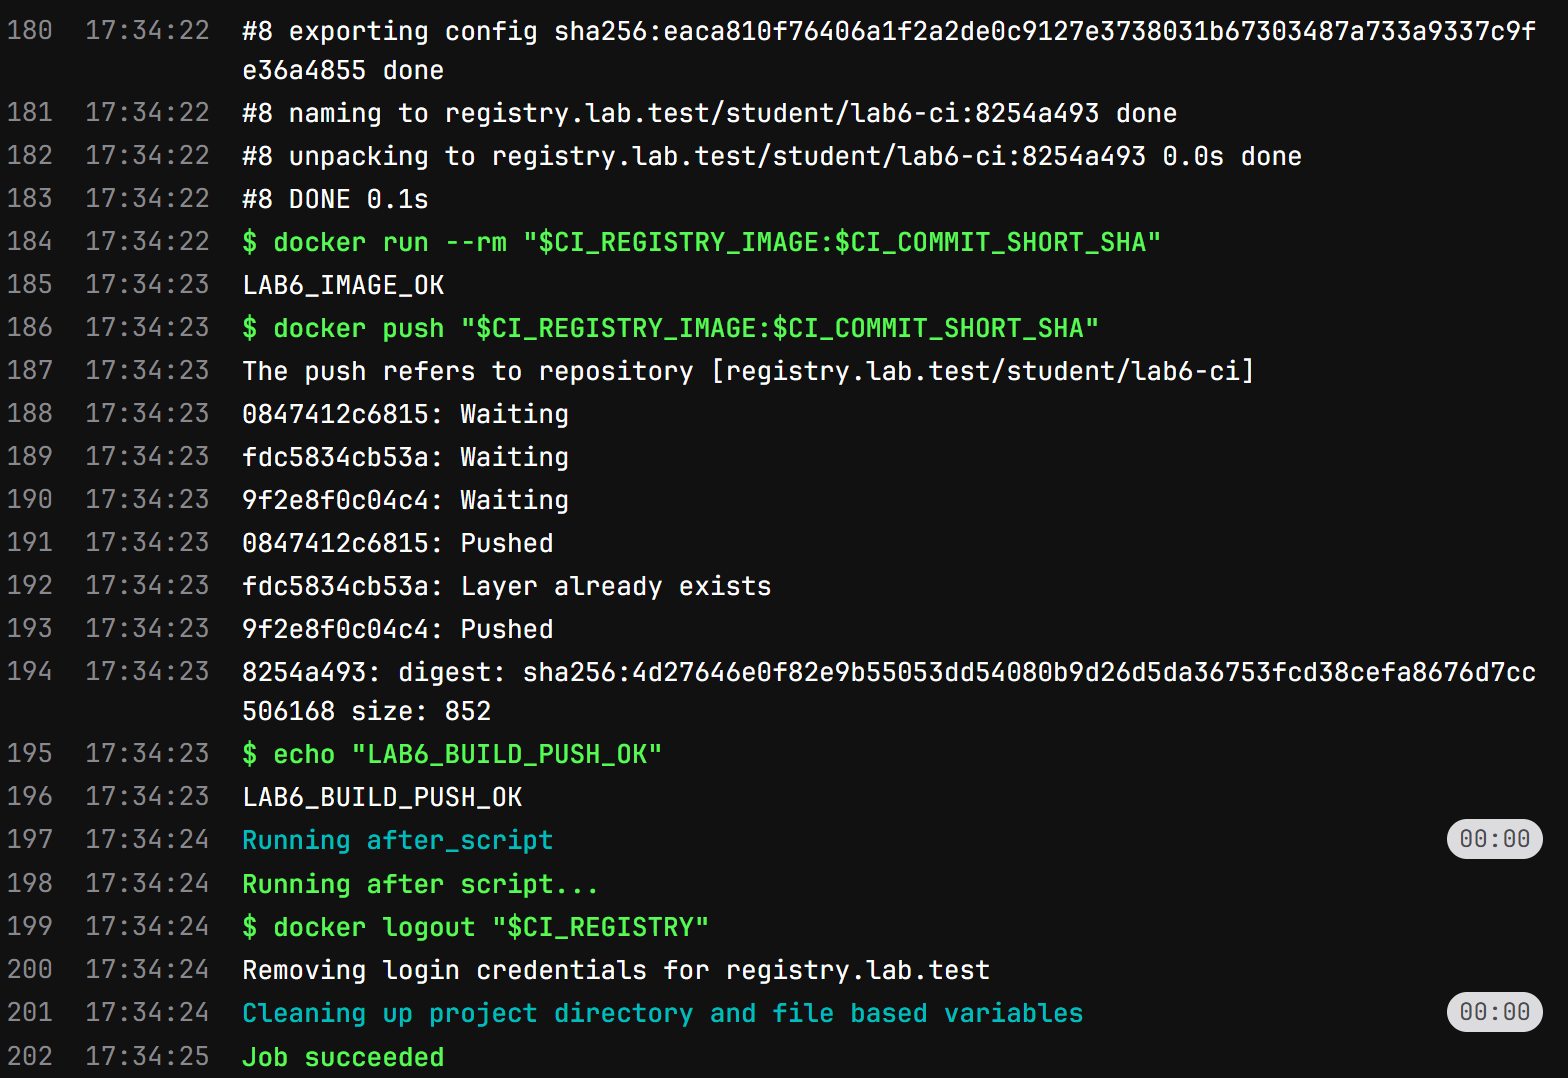 180 17:34:22 #8 exporting config sha256:eaca810f76406a1f2a2de0c9127e3738031b67303487a733a9337c9f
e36a4855 done
181 17:34:22 #8 naming to registry.lab.test/student/lab6-ci:8254a493 done
182 17:34:22 #8 unpacking to registry.lab.test/student/lab6-ci:8254a493 0.0s done
183 17:34:22 #8 DONE 0.1s
184 17:34:22 $ docker run --rm "$CI_REGISTRY_IMAGE:$CI_COMMIT_SHORT_SHA"
185 17:34:23 LAB6_IMAGE_OK
186 17:34:23 $ docker push "$CI_REGISTRY_IMAGE:$CI_COMMIT_SHORT_SHA"
187 17:34:23 The push refers to repository [registry.lab.test/student/lab6-ci]
188 17:34:23 0847412c6815: Waiting
189 17:34:23 fdc5834cb53a: Waiting
190 17:34:23 9f2e8f0c04c4: Waiting
191 17:34:23 0847412c6815: Pushed
192 17:34:23 fdc5834cb53a: Layer already exists
193 17:34:23 9f2e8f0c04c4: Pushed
194 17:34:23 8254a493: digest: sha256:4d27646e0f82e9b55053dd54080b9d26d5da36753fcd38cefa8676d7cc
506168 size: 852
195 17:34:23 $ echo "LAB6_BUILD_PUSH_OK"
196 17:34:23 LAB6_BUILD_PUSH_OK
197 17:34:24 Running after_script 00:00
198 17:34:24 Running after script...
199 17:34:24 $ docker logout "$CI_REGISTRY"
200 17:34:24 Removing login credentials for registry.lab.test
201 17:34:24 Cleaning up project directory and file based variables 00:00
202 17:34:25 Job succeeded